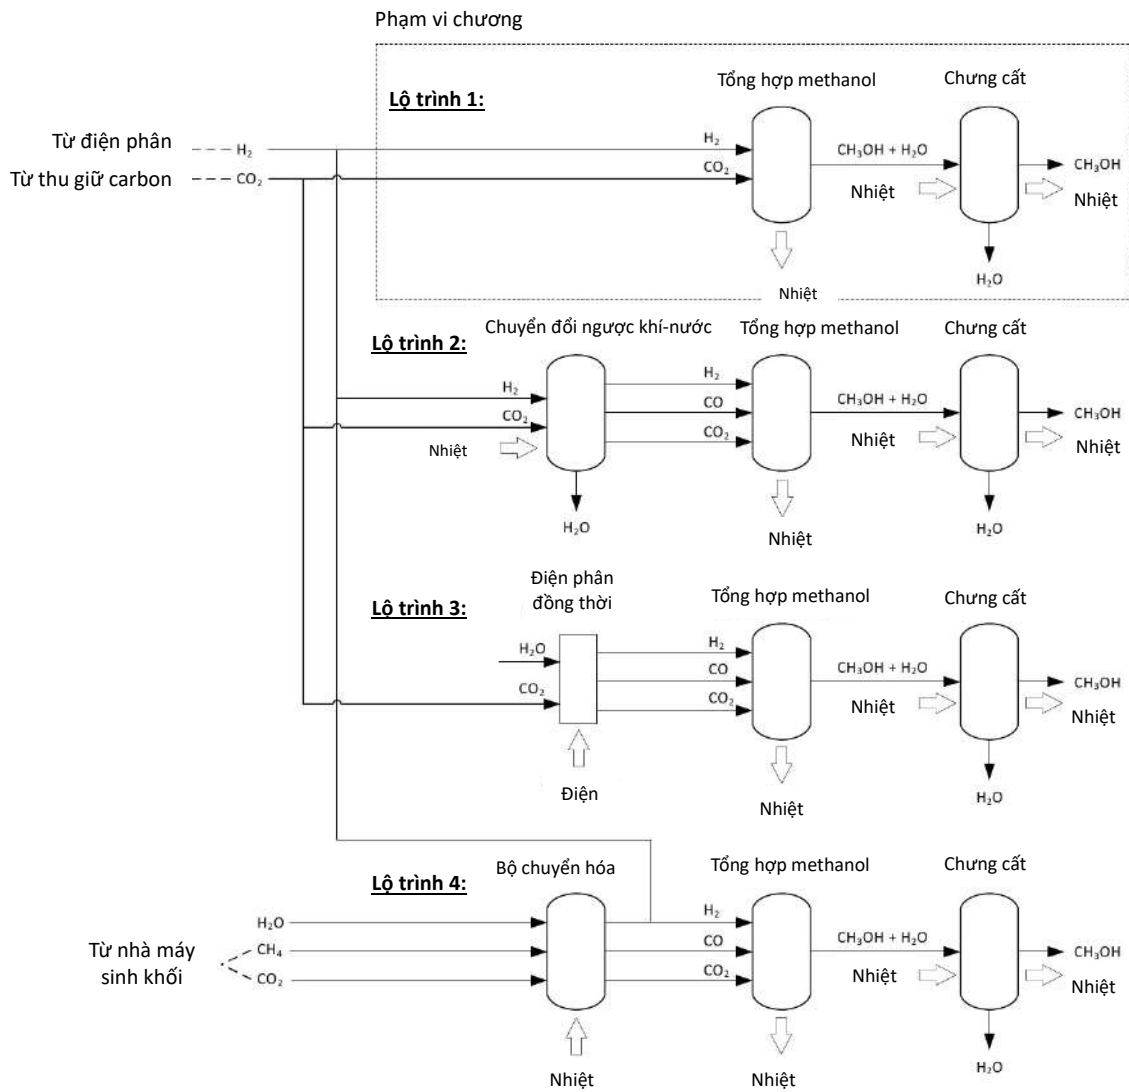 Phạm vi chương
Lộ trình 1:
Tổng hợp methanol
Chưng cất
Từ điện phân
H₂
H₂
CH₃OH + H₂O
CH₃OH
Từ thu giữ carbon
CO₂
CO₂
Nhiệt
Nhiệt
H₂O
Nhiệt
Lộ trình 2:
Chuyển đổi ngược khí-nước
Tổng hợp methanol
Chưng cất
H₂
H₂
CO₂
CO
CH₃OH + H₂O
CH₃OH
Nhiệt
CO₂
Nhiệt
Nhiệt
H₂O
Nhiệt
H₂O
Lộ trình 3:
Điện phân
đồng thời
Tổng hợp methanol
Chưng cất
H₂O
H₂
CO
CH₃OH + H₂O
CH₃OH
CO₂
CO₂
Nhiệt
Nhiệt
Điện
Nhiệt
H₂O
Lộ trình 4:
Bộ chuyển hóa
Tổng hợp methanol
Chưng cất
Từ nhà máy
sinh khối
H₂O
H₂
CH₄
CO
CH₃OH + H₂O
CH₃OH
CO₂
CO₂
Nhiệt
Nhiệt
Nhiệt
Nhiệt
H₂O